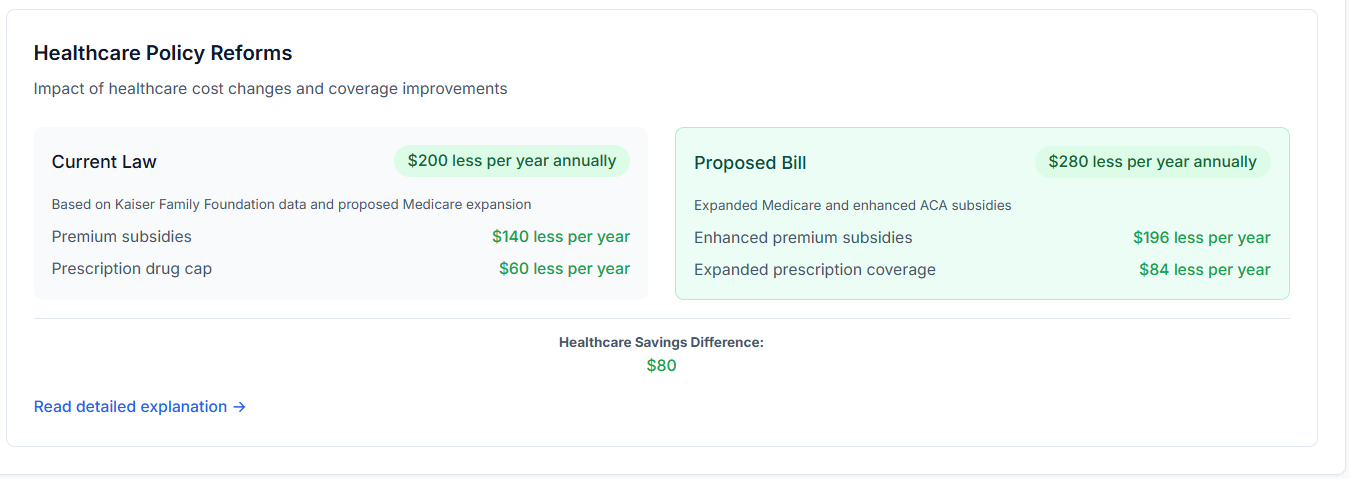 Healthcare Policy Reforms
Impact of healthcare cost changes and coverage improvements
Current Law
$200 less per year annually
Based on Kaiser Family Foundation data and proposed Medicare expansion
Premium subsidies
$140 less per year
Prescription drug cap
$60 less per year
Proposed Bill
$280 less per year annually
Expanded Medicare and enhanced ACA subsidies
Enhanced premium subsidies
$196 less per year
Expanded prescription coverage
$84 less per year
Healthcare Savings Difference:
$80
Read detailed explanation →